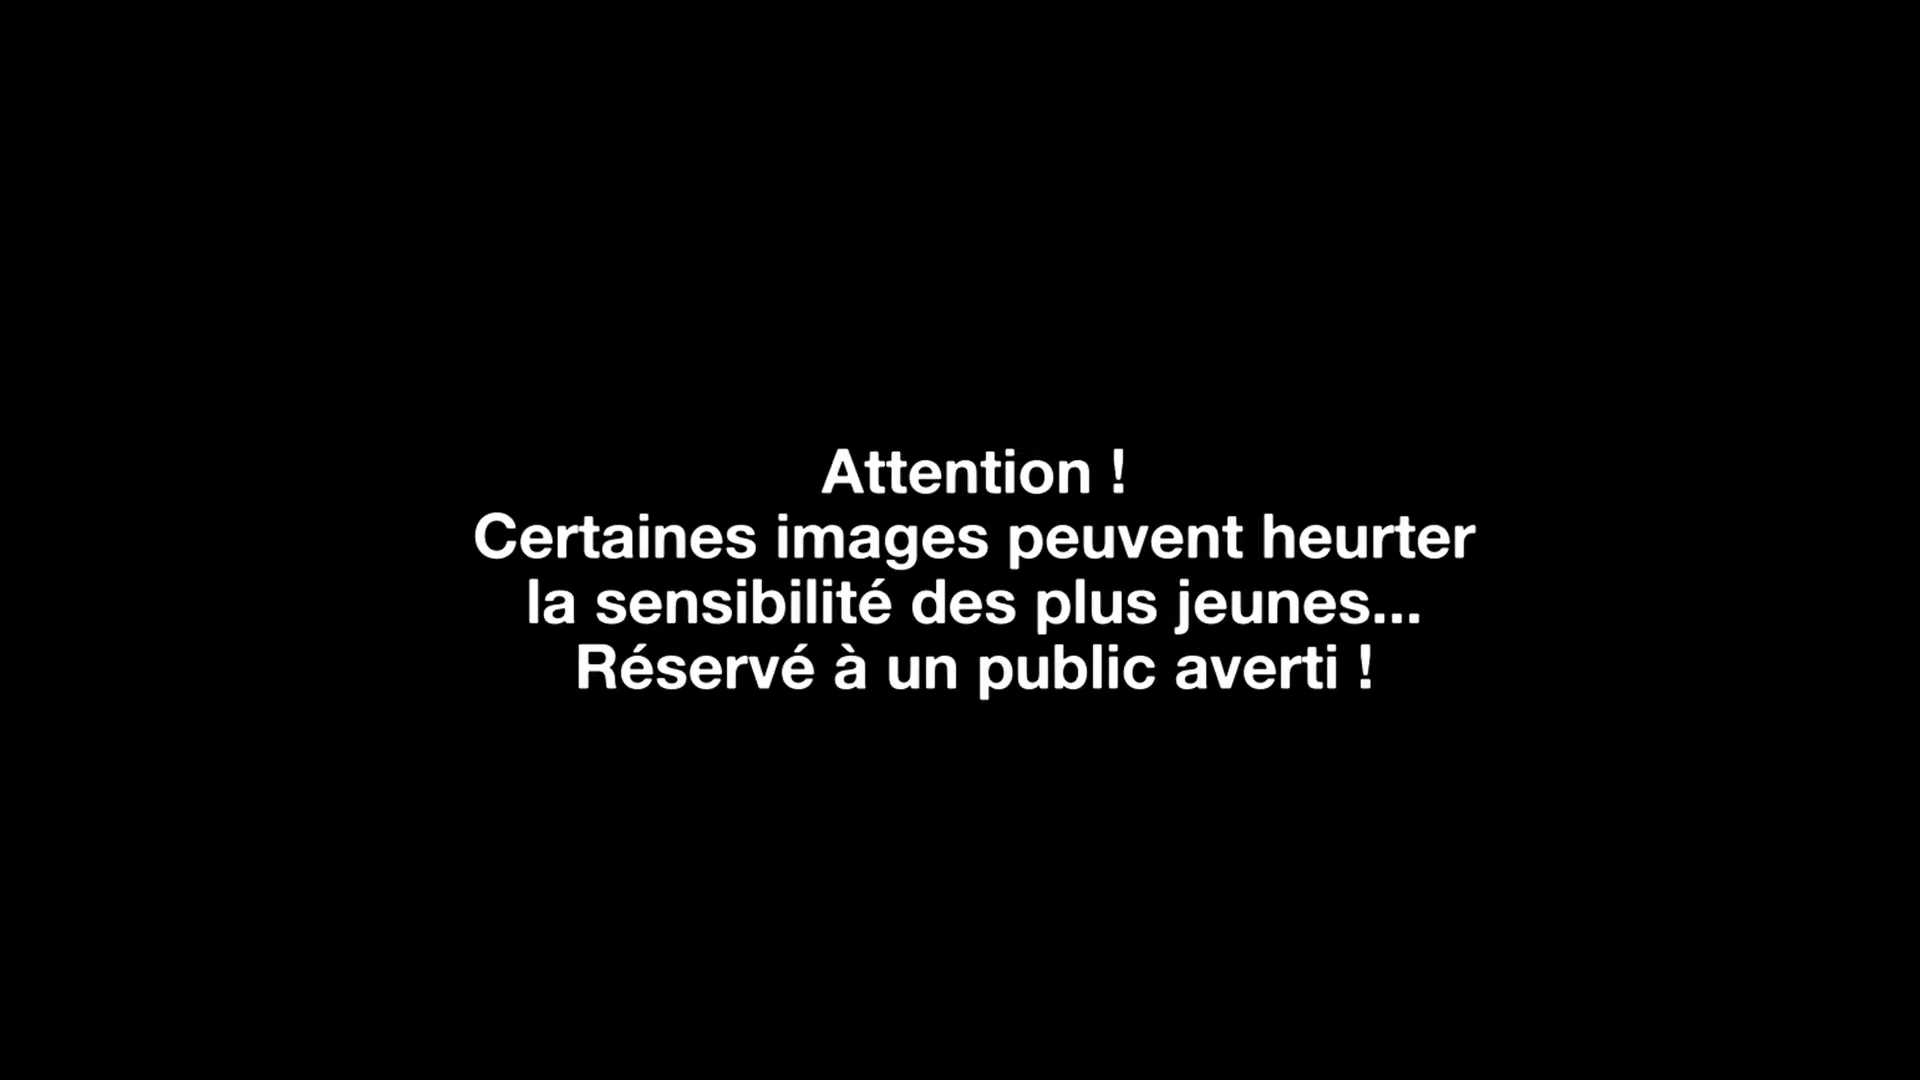 Attention !
Certaines images peuvent heurter
la sensibilité des plus jeunes...
Réservé à un public averti !